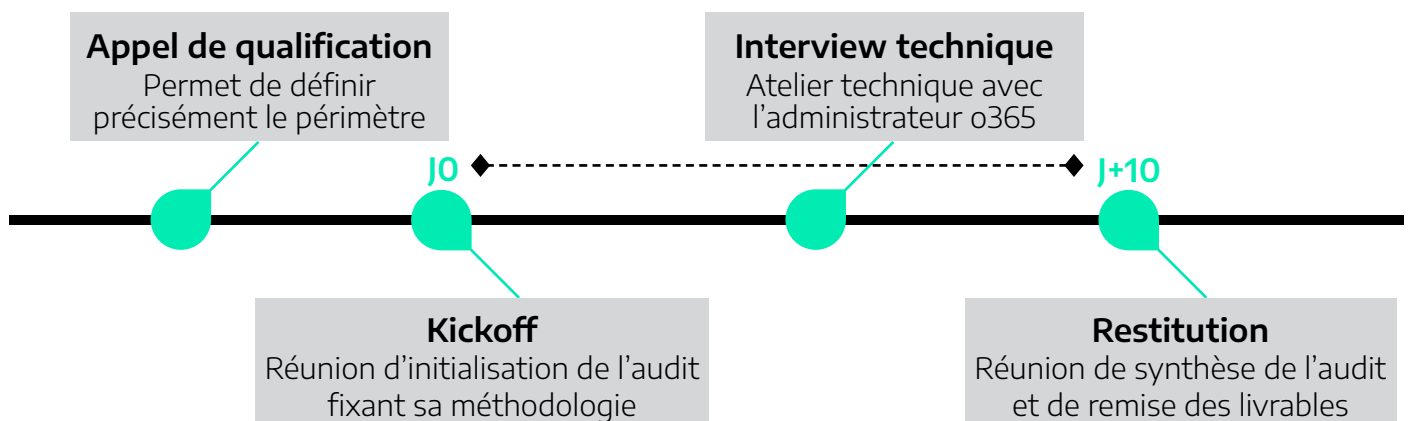 Appel de qualification
Permet de définir
précisément le périmètre
Interview technique
Atelier technique avec
l’administrateur o365
J0
J+10
Kickoff
Réunion d’initialisation de l’audit
fixant sa méthodologie
Restitution
Réunion de synthèse de l’audit
et de remise des livrables